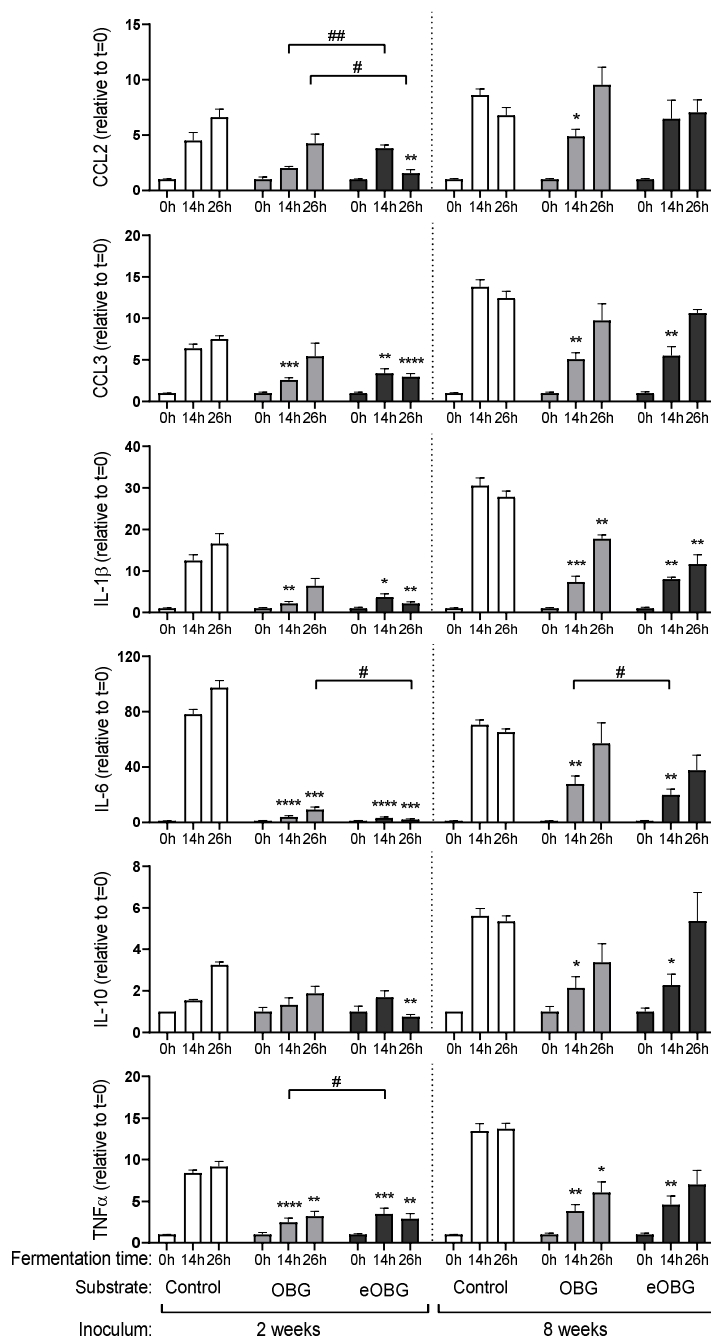 CCL2 (relative to t=0)
15
10
5
0
##
#
**
*
0h 14h 26h 0h 14h 26h 0h 14h 26h 0h 14h 26h 0h 14h 26h 0h 14h 26h
CCL3 (relative to t=0)
20
15
10
5
0
*** ** **** ** **
0h 14h 26h 0h 14h 26h 0h 14h 26h 0h 14h 26h 0h 14h 26h 0h 14h 26h
IL-1β (relative to t=0)
40
30
20
10
0
** * ** *** ** ** **
0h 14h 26h 0h 14h 26h 0h 14h 26h 0h 14h 26h 0h 14h 26h 0h 14h 26h
IL-6 (relative to t=0)
120
80
40
0
# #
**** *** **** *** ** **
0h 14h 26h 0h 14h 26h 0h 14h 26h 0h 14h 26h 0h 14h 26h 0h 14h 26h
IL-10 (relative to t=0)
8
6
4
2
0
** * *
0h 14h 26h 0h 14h 26h 0h 14h 26h 0h 14h 26h 0h 14h 26h 0h 14h 26h
TNFα (relative to t=0)
20
15
10
5
0
#
**** ** *** ** ** * **
Fermentation time: 0h 14h 26h 0h 14h 26h 0h 14h 26h 0h 14h 26h 0h 14h 26h 0h 14h 26h
Substrate: Control OBG eOBG Control OBG eOBG
Inoculum: 2 weeks 8 weeks